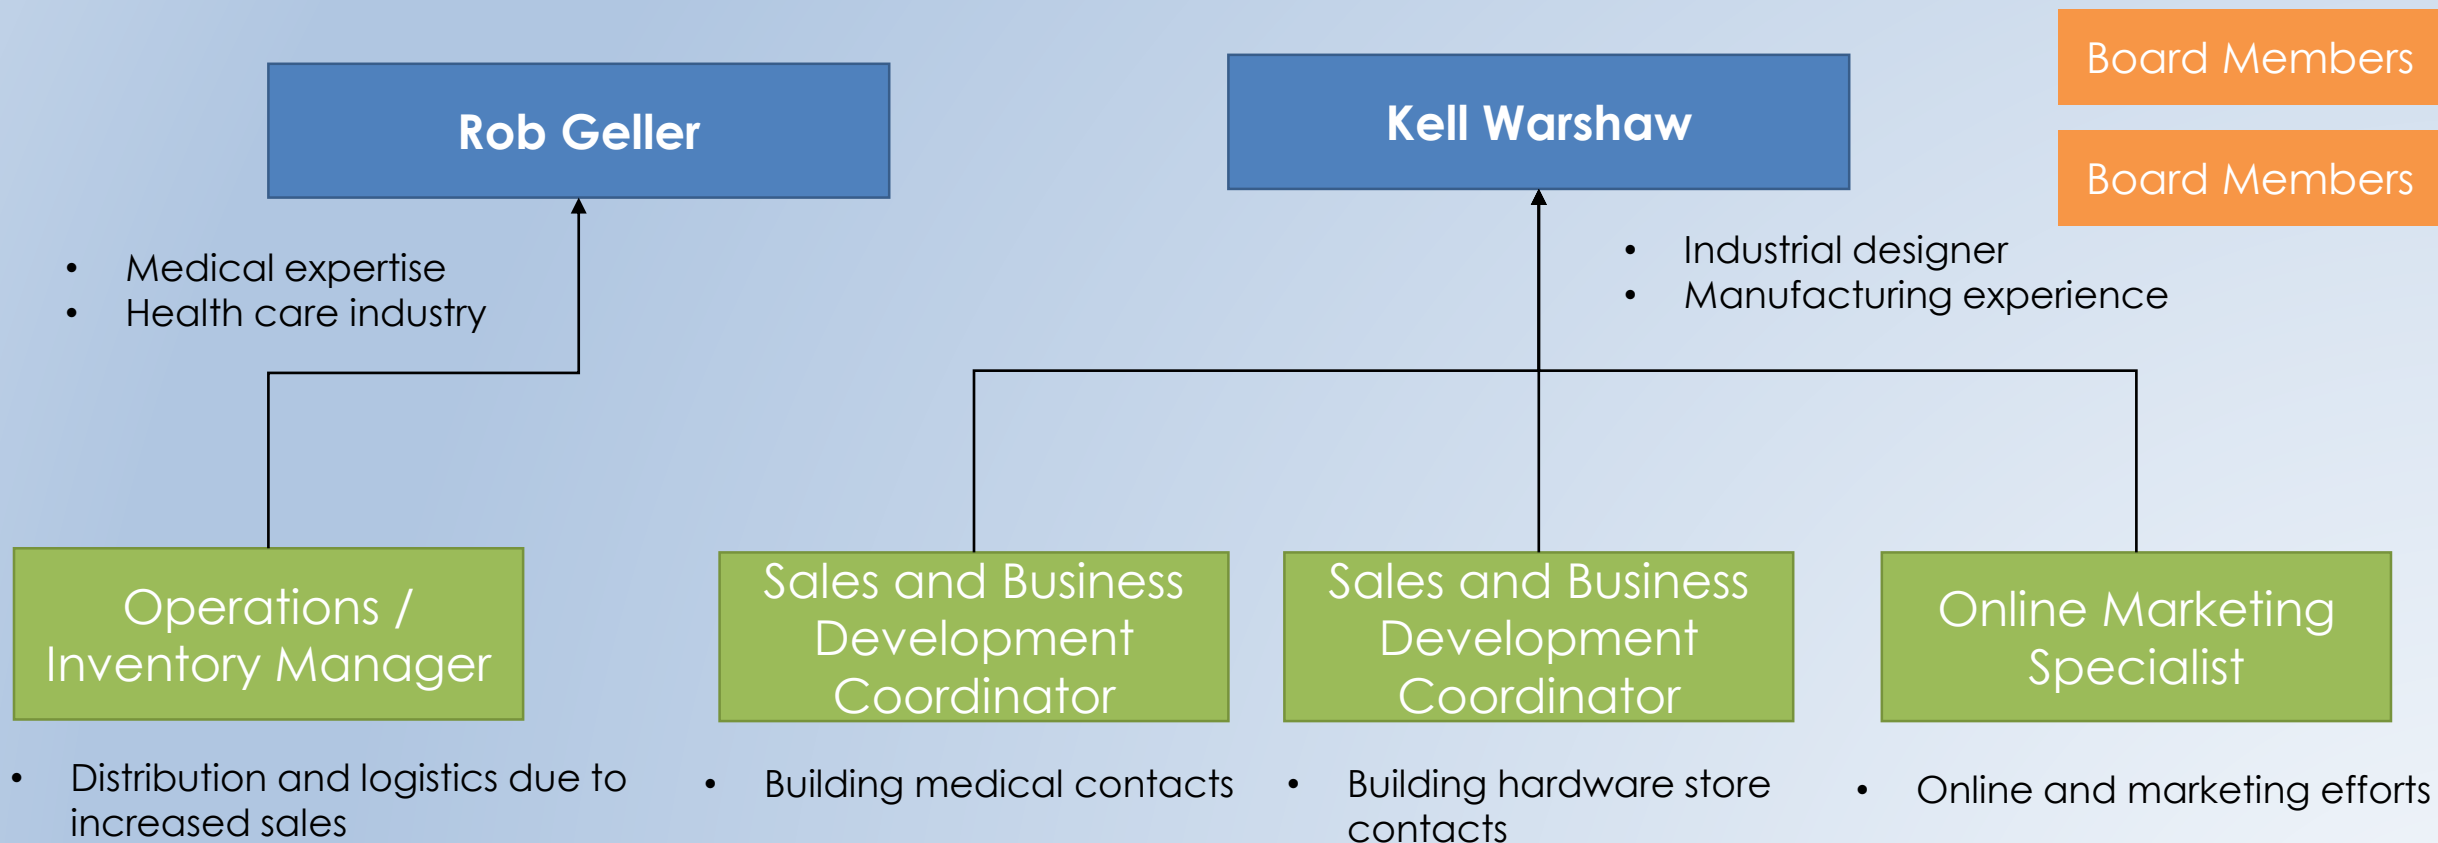 Board Members
Rob Geller
Kell Warshaw
Board Members
• Medical expertise
• Health care industry
• Industrial designer
• Manufacturing experience
Operations /
Inventory Manager
Sales and Business
Development
Coordinator
Sales and Business
Development
Coordinator
Online Marketing
Specialist
• Distribution and logistics due to
increased sales
• Building medical contacts
• Building hardware store
contacts
• Online and marketing efforts